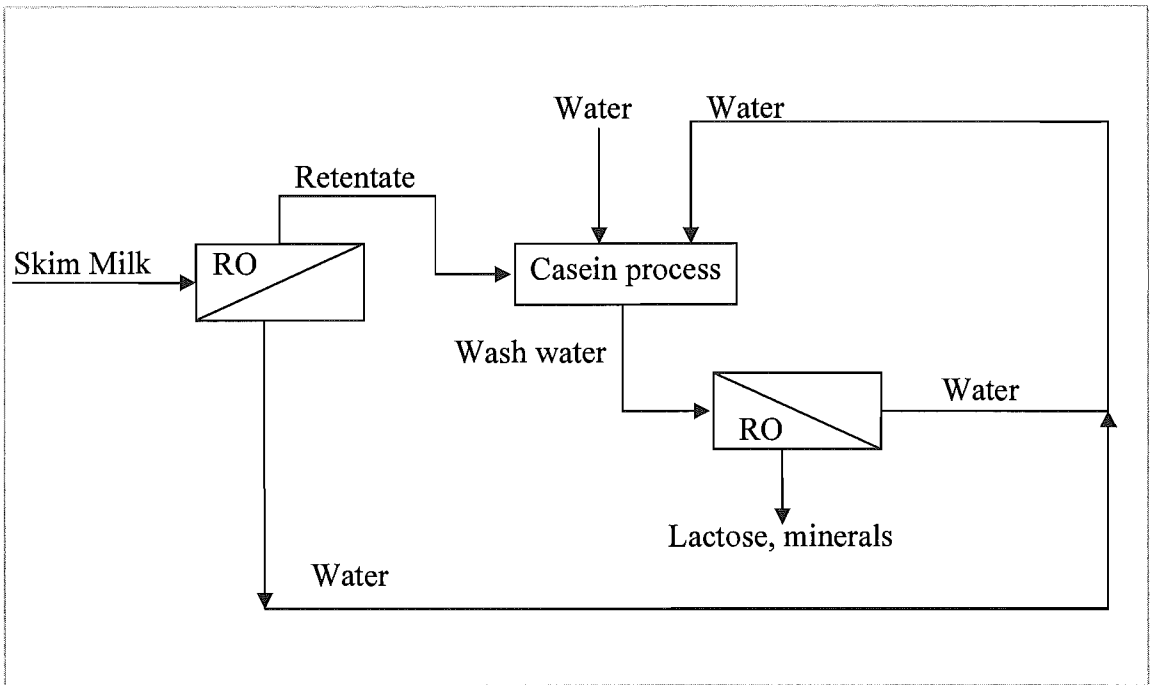 Water
Water
Retentate
Skim Milk
RO
Casein process
Wash water
Water
RO
Lactose, minerals
Water